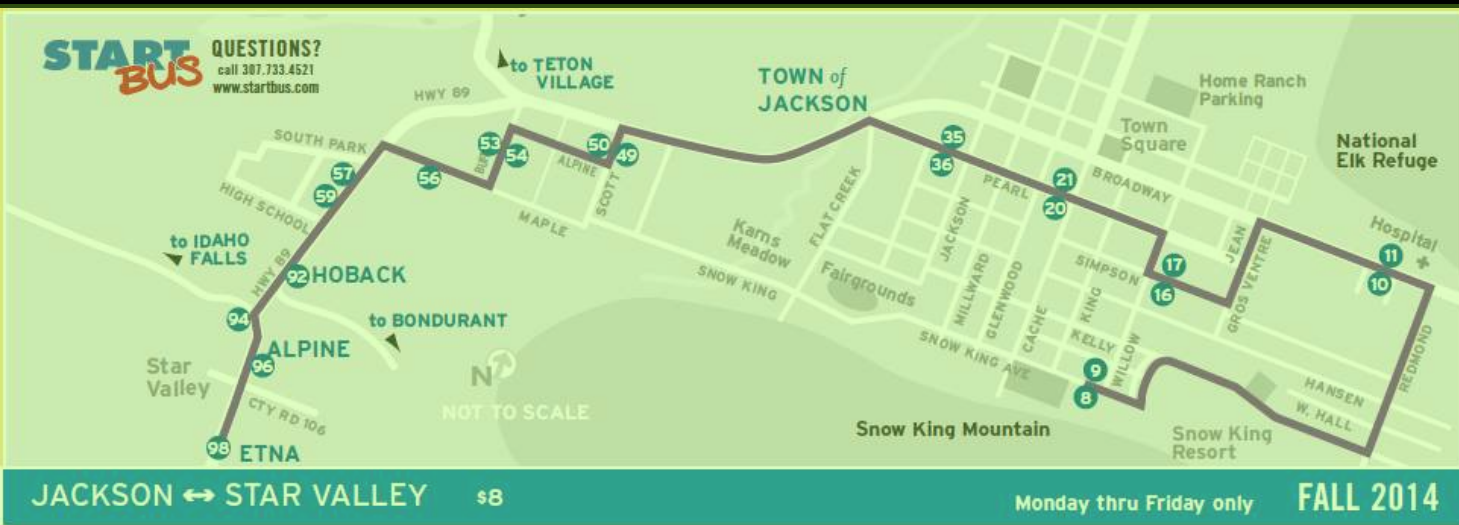 START
BUS
QUESTIONS?
call 307.733.4521
www.startbus.com
to TETON
VILLAGE
HWY 89
TOWN of
JACKSON
Home Ranch
Parking
Town
Square
National
Elk Refuge
SOUTH PARK
HIGH SCHOOL
57
59
56
53
54
ALPINE
50
49
SCOTT
MAPLE
35
36
PEARL
21
20
BROADWAY
FLAT CREEK
JACKSON
Karns
Meadow
SNOW KING
Fairgrounds
MILLWARD
GLENWOOD
CACHE
KING
SIMPSON
KELLY
WILLOW
17
16
JEAN
GROS VENTRE
Hospital
11
10
REDMOND
HANSEN
W. HALL
SNOW KING AVE
9
8
Snow King Mountain
Snow King
Resort
to IDAHO
FALLS
HWY 89
92 HOBACK
94
to BONDURANT
ALPINE
96
Star
Valley
CTY RD 106
98 ETNA
N
NOT TO SCALE
JACKSON ↔ STAR VALLEY $8
Monday thru Friday only FALL 2014